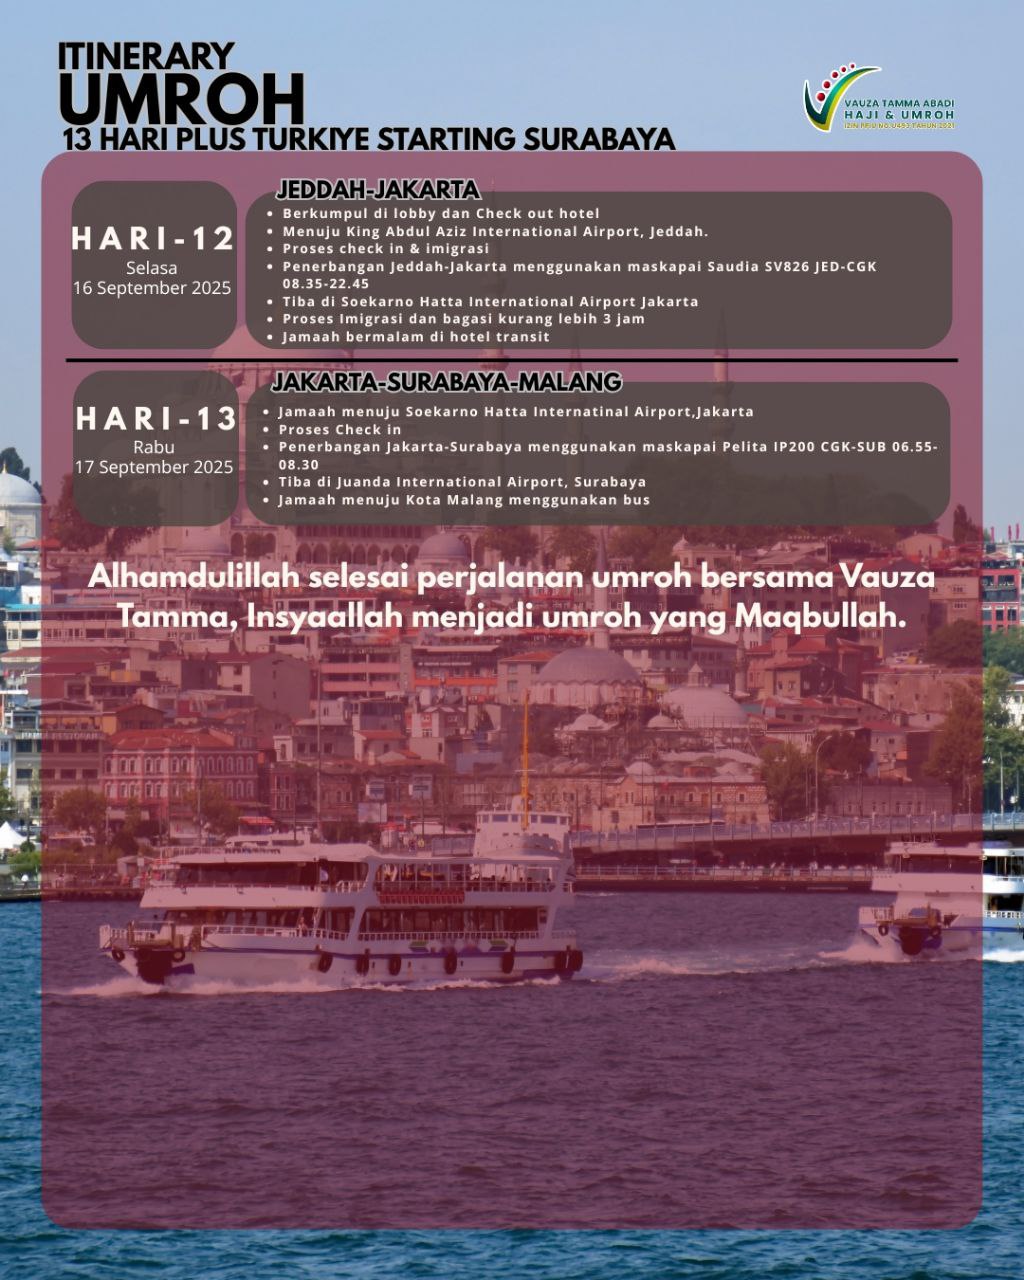 ITINERARY
UMROH
13 HARI PLUS TURKIYE STARTING SURABAYA
VAUZA TAMMA ABADI
HAJI & UMROH
IZIN PPIU NO. U493 TAHUN 2021
JEDDAH-JAKARTA
HARI-12
Selasa
16 September 2025
• Berkumpul di lobby dan Check out hotel
• Menuju King Abdul Aziz International Airport, Jeddah.
• Proses check in & imigrasi
• Penerbangan Jeddah-Jakarta menggunakan maskapai Saudia SV826 JED-CGK
08.35-22.45
• Tiba di Soekarno Hatta International Airport Jakarta
• Proses Imigrasi dan bagasi kurang lebih 3 jam
• Jamaah bermalam di hotel transit
JAKARTA-SURABAYA-MALANG
HARI-13
Rabu
17 September 2025
• Jamaah menuju Soekarno Hatta Internatinal Airport,Jakarta
• Proses Check in
• Penerbangan Jakarta-Surabaya menggunakan maskapai Pelita IP200 CGK-SUB 06.55-
08.30
• Tiba di Juanda International Airport, Surabaya
• Jamaah menuju Kota Malang menggunakan bus
Alhamdulillah selesai perjalanan umroh bersama Vauza
Tamma, Insyaallah menjadi umroh yang Maqbullah.